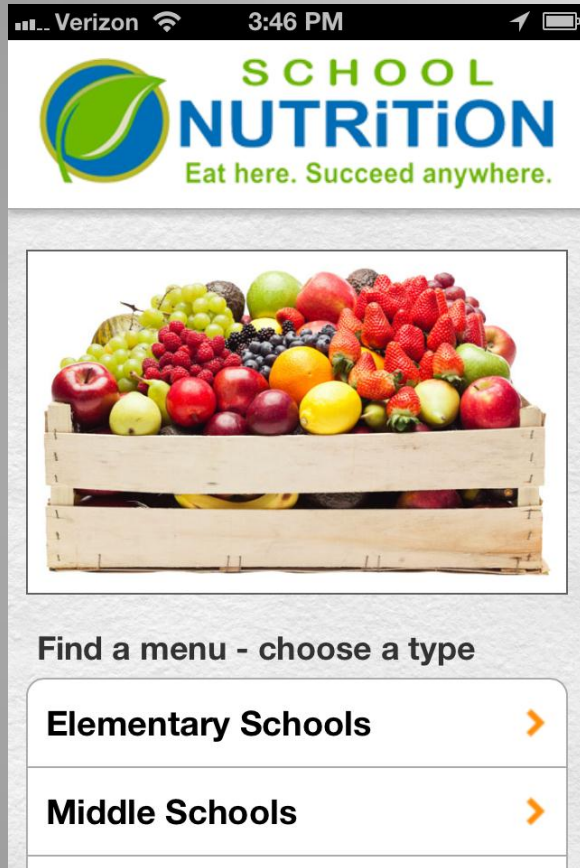 Verizon 3:46 PM
SCHOOL
NUTRiTiON
Eat here. Succeed anywhere.
Find a menu - choose a type
Elementary Schools
Middle Schools